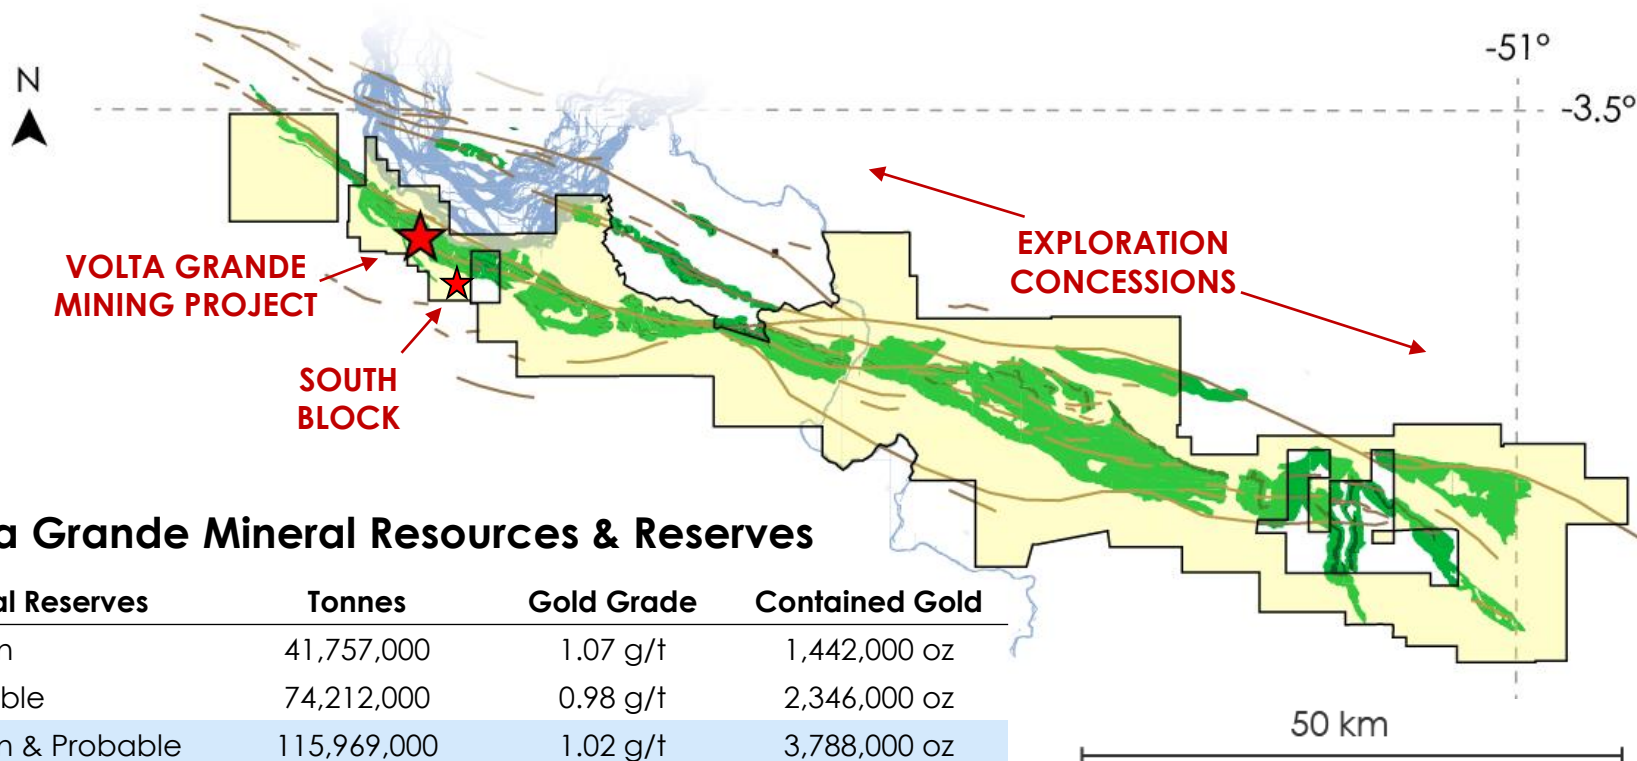 -51°
N
-3.5°
EXPLORATION
CONCESSIONS
VOLTA GRANDE
MINING PROJECT
SOUTH
BLOCK
a Grande Mineral Resources & Reserves
al Reserves Tonnes Gold Grade Contained Gold
n 41,757,000 1.07 g/t 1,442,000 oz
ble 74,212,000 0.98 g/t 2,346,000 oz
n & Probable 115,969,000 1.02 g/t 3,788,000 oz
50 km